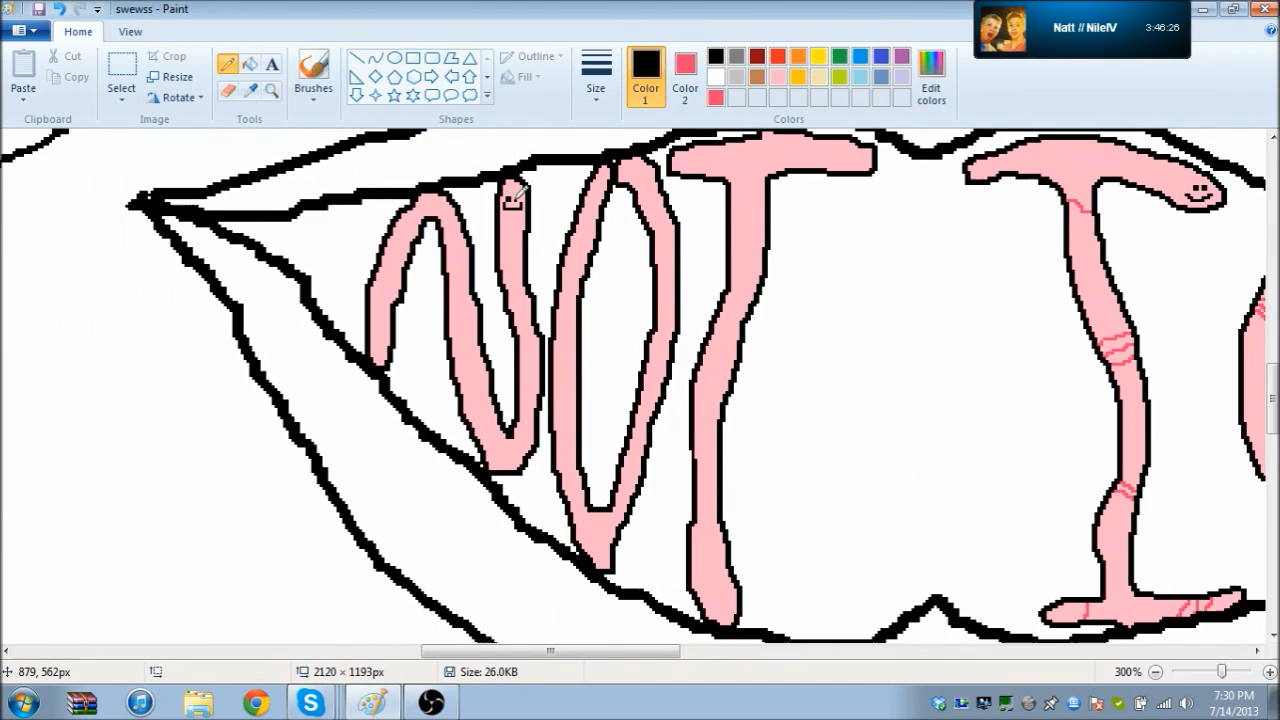 swewss - Paint
Natt // NileIV 3:46:26
Home View
Paste
Cut
Copy
Clipboard
Select
Crop
Resize
Rotate
Image
A
Tools
Brushes
Outline
Fill
Shapes
Size
Color 1
Color 2
Edit colors
Colors
NOT I
879, 562px
2120 × 1193px
Size: 26.0KB
300%
7:30 PM
7/14/2013